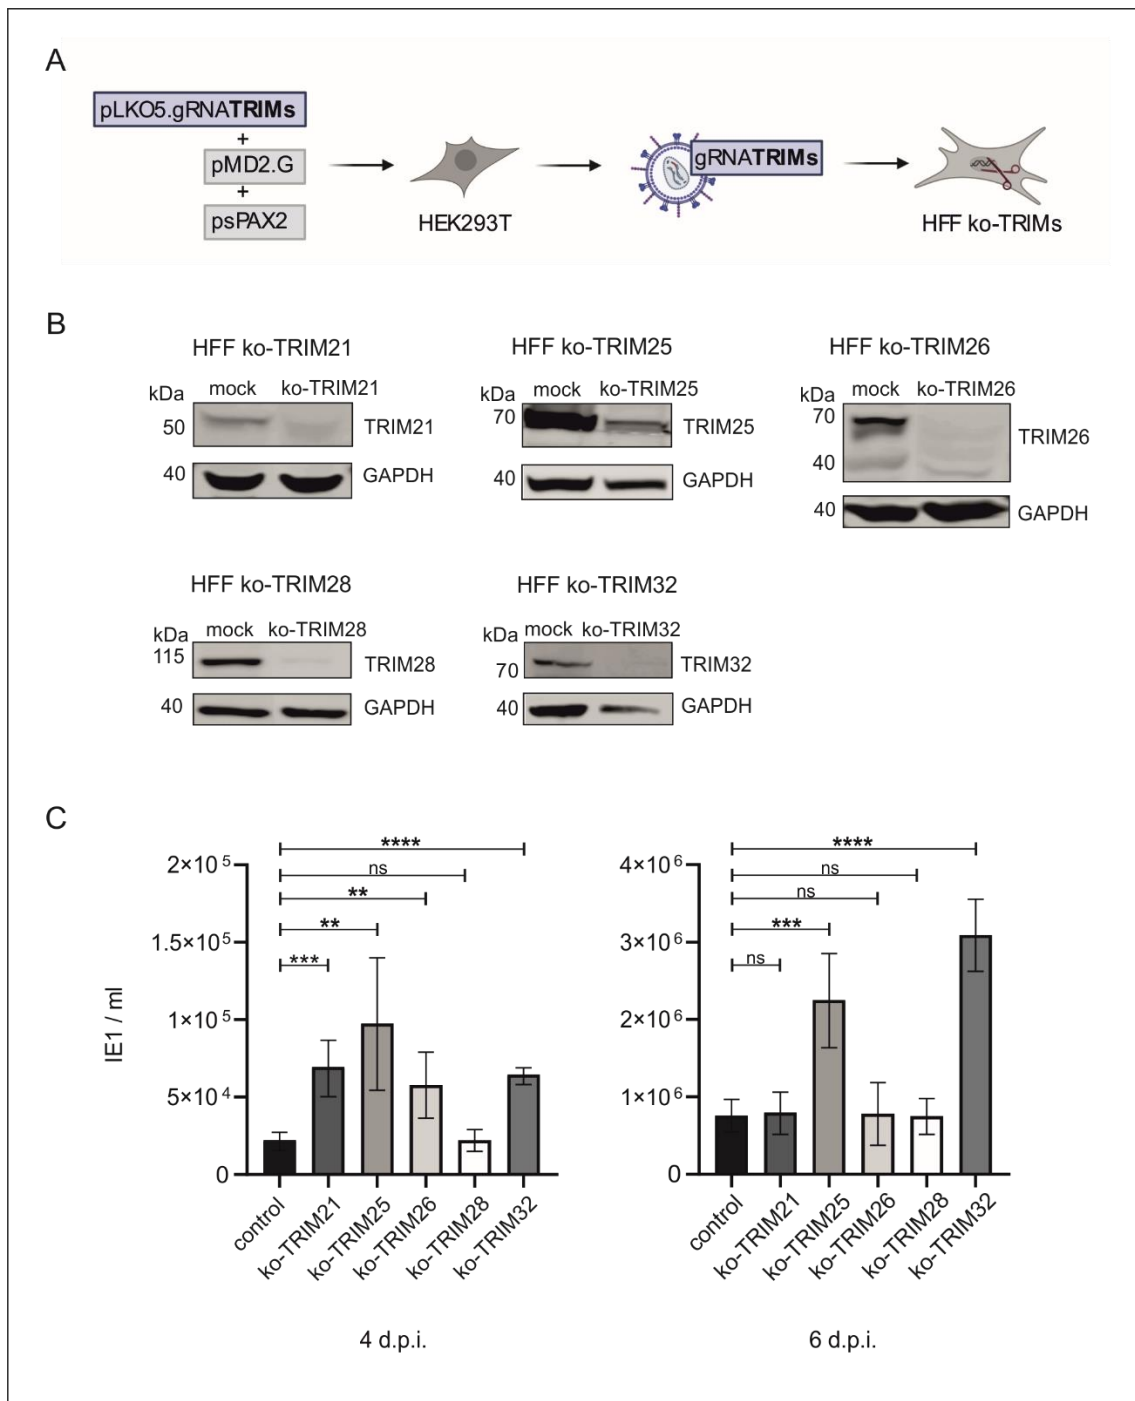 A
pLKO5.gRNATRIMs
+
pMD2.G
+
psPAX2
HEK293T
gRNATRIMs
HFF ko-TRIMs
B
HFF ko-TRIM21
kDa mock ko-TRIM21
50 TRIM21
40 GAPDH
HFF ko-TRIM25
kDa mock ko-TRIM25
70 TRIM25
40 GAPDH
HFF ko-TRIM26
kDa mock ko-TRIM26
70
TRIM26
40
40 GAPDH
HFF ko-TRIM28
kDa mock ko-TRIM28
115 TRIM28
40 GAPDH
HFF ko-TRIM32
kDa mock ko-TRIM32
70 TRIM32
40 GAPDH
C
IE1 / ml
2×10⁵
1.5×10⁵
1×10⁵
5×10⁴
0
****
ns
**
**
***
control
ko-TRIM21
ko-TRIM25
ko-TRIM26
ko-TRIM28
ko-TRIM32
4 d.p.i.
4×10⁶
3×10⁶
2×10⁶
1×10⁶
0
****
ns
ns
***
ns
control
ko-TRIM21
ko-TRIM25
ko-TRIM26
ko-TRIM28
ko-TRIM32
6 d.p.i.